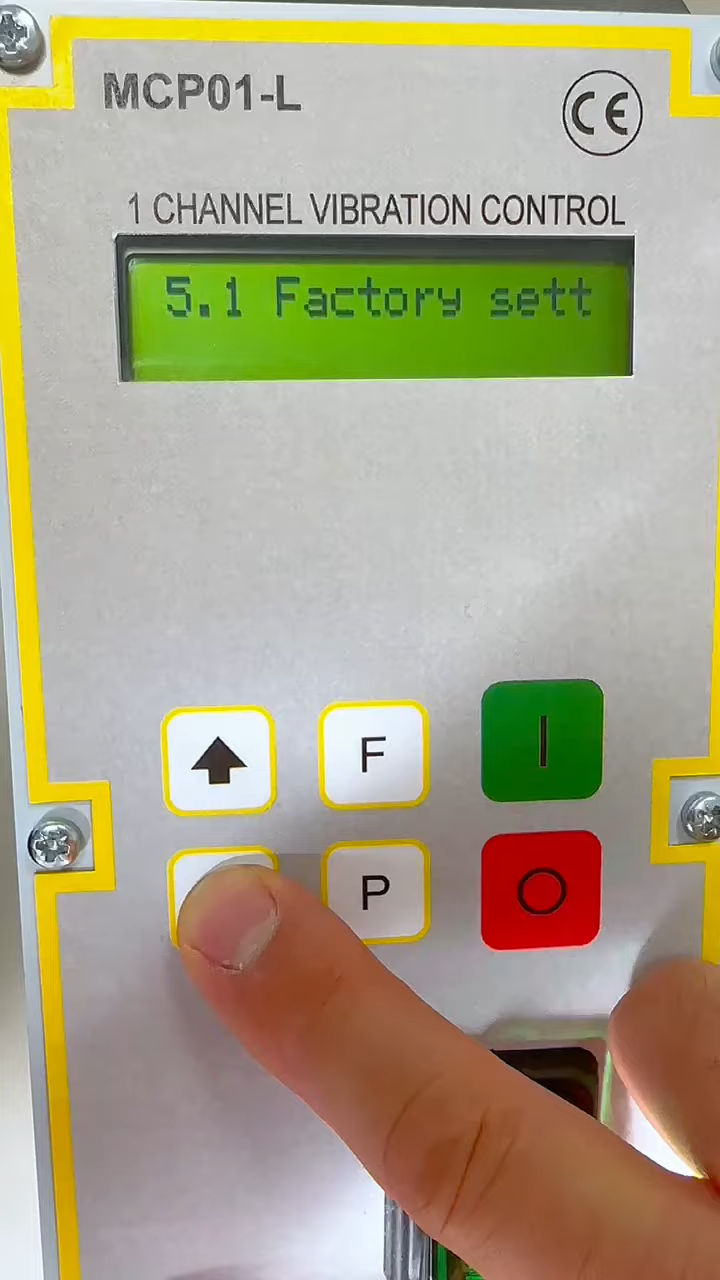 MCP01-L
CE
1 CHANNEL VIBRATION CONTROL
5.1 Factory sett
F
I
P
O